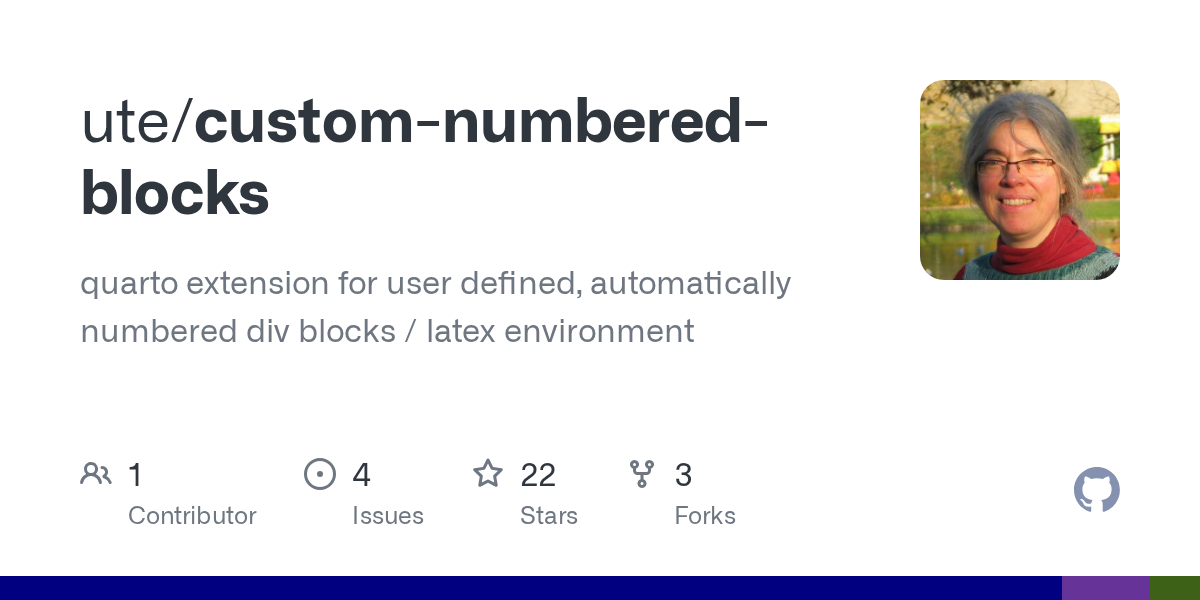 ute/custom-numbered-
blocks
quarto extension for user defined, automatically
numbered div blocks / latex environment
1 4 22 3
Contributor Issues Stars Forks